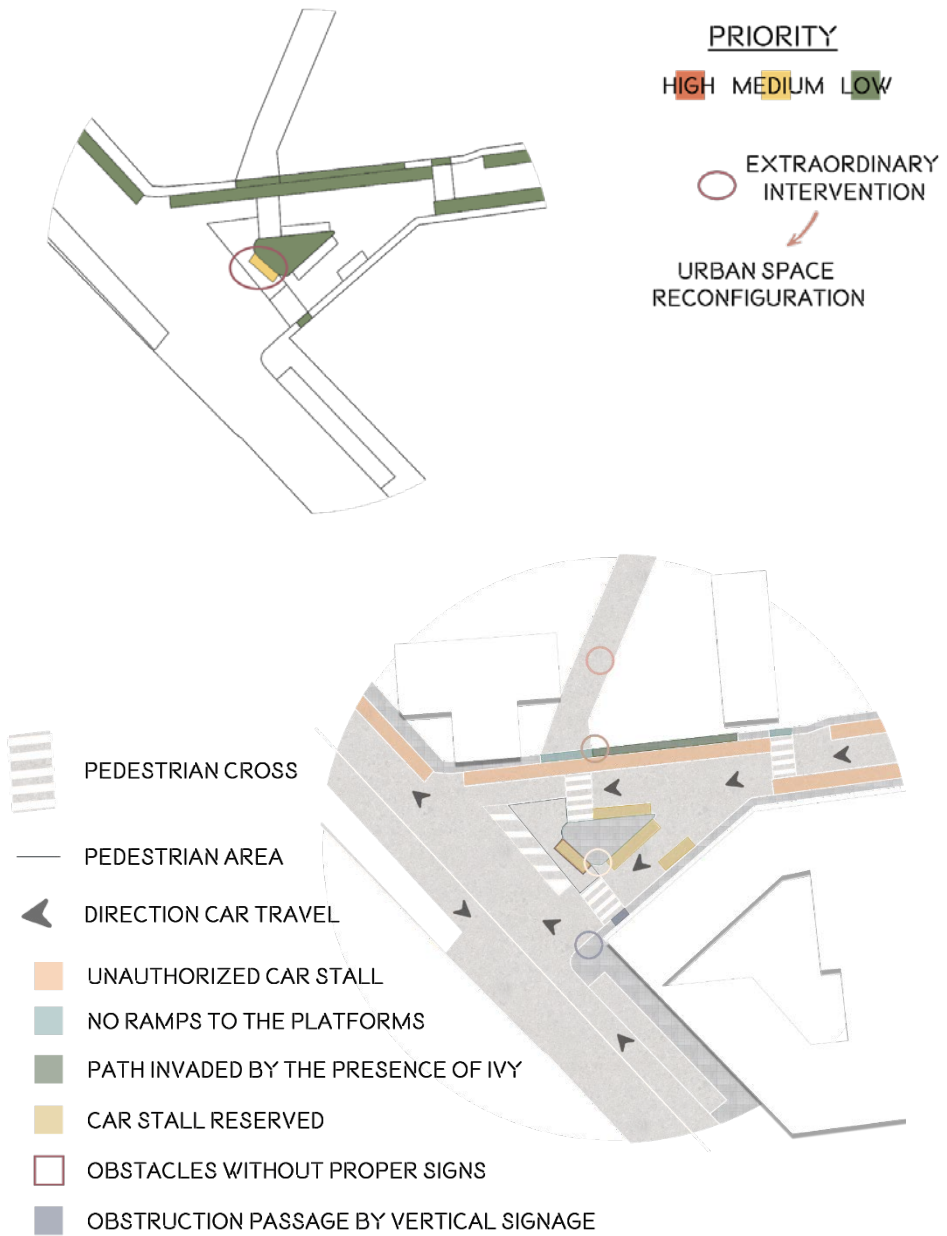 PRIORITY
HIGH MEDIUM LOW
EXTRAORDINARY
INTERVENTION
URBAN SPACE
RECONFIGURATION
PEDESTRIAN CROSS
PEDESTRIAN AREA
DIRECTION CAR TRAVEL
UNAUTHORIZED CAR STALL
NO RAMPS TO THE PLATFORMS
PATH INVADED BY THE PRESENCE OF IVY
CAR STALL RESERVED
OBSTACLES WITHOUT PROPER SIGNS
OBSTRUCTION PASSAGE BY VERTICAL SIGNAGE